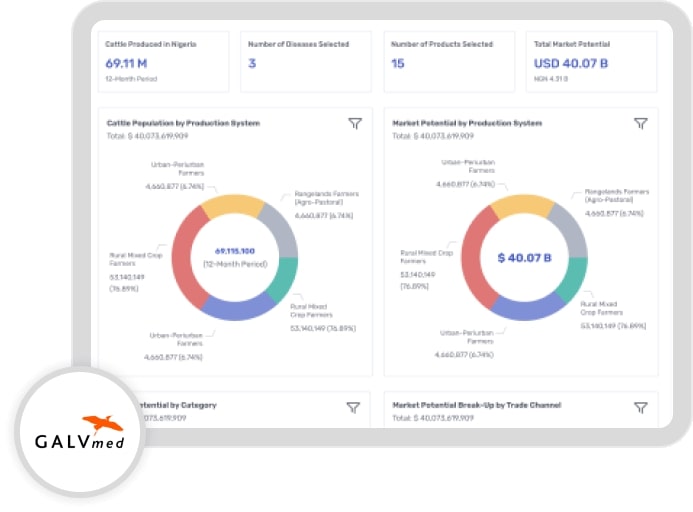 Cattle Produced in Nigeria
69.11 M
12-Month Period
Number of Diseases Selected
3
Number of Products Selected
15
Total Market Potential
USD 40.07 B
NGN 4.31 B
Cattle Population by Production System
Total: $ 40,073,619,909
Urban-Periurban
Farmers
4,660,877 (6.74%)
Rangelands Farmers
(Agro-Pastoral)
4,660,877 (6.74%)
Rural Mixed Crop
Farmers
53,140,149
(76.89%)
69,115,100
(12-Month Period)
Rural Mixed
Crop Farmers
53,140,149 (76.89%)
Urban-Periurban
Farmers
4,660,877 (6.74%)
Market Potential by Production System
Total: $ 40,073,619,909
Urban-Periurban
Farmers
4,660,877 (6.74%)
Rangelands Farmers
(Agro-Pastoral)
4,660,877 (6.74%)
Rural Mixed Crop
Farmers
53,140,149
(76.89%)
$ 40.07 B
Rural Mixed
Crop Farmers
53,140,149 (76.89%)
Urban-Periurban
Farmers
4,660,877 (6.74%)
tential by Category
073,619,909
Market Potential Break-Up by Trade Channel
Total: $ 40,073,619,909
GALVmed